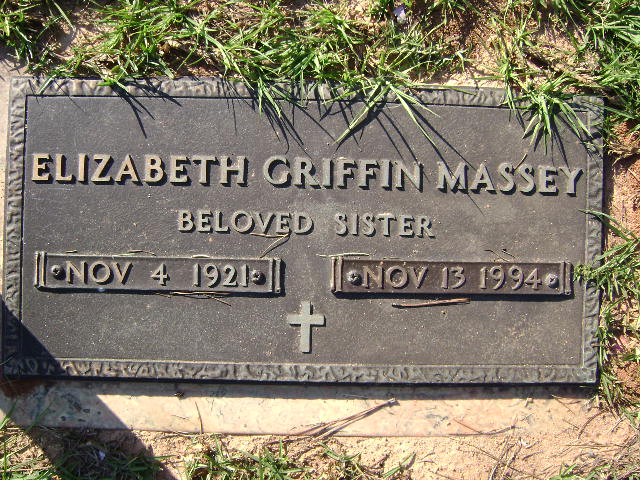 ELIZABETH GRIFFIN MASSEY
BELOVED SISTER
NOV 4 1921 NOV 13 1994